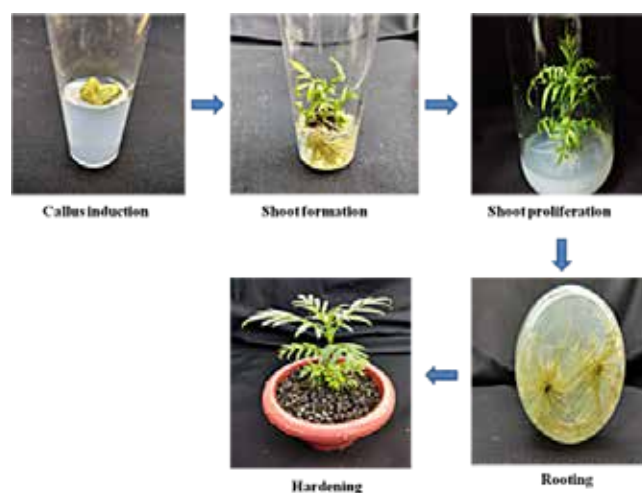 Callus induction
Shoot formation
Shoot proliferation
Hardening
Rooting